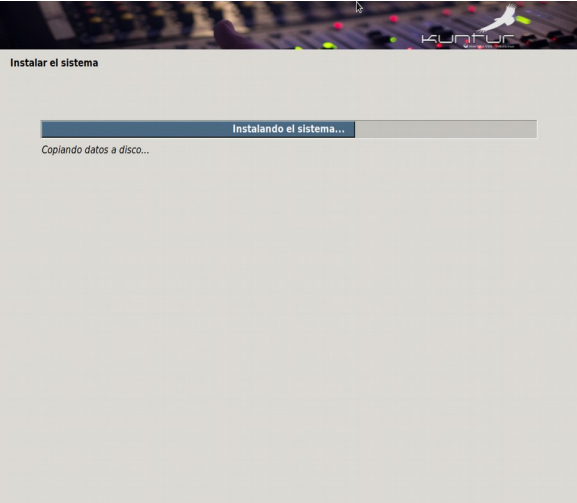 kuntur
Instalar el sistema
Instalando el sistema...
Copiando datos a disco...